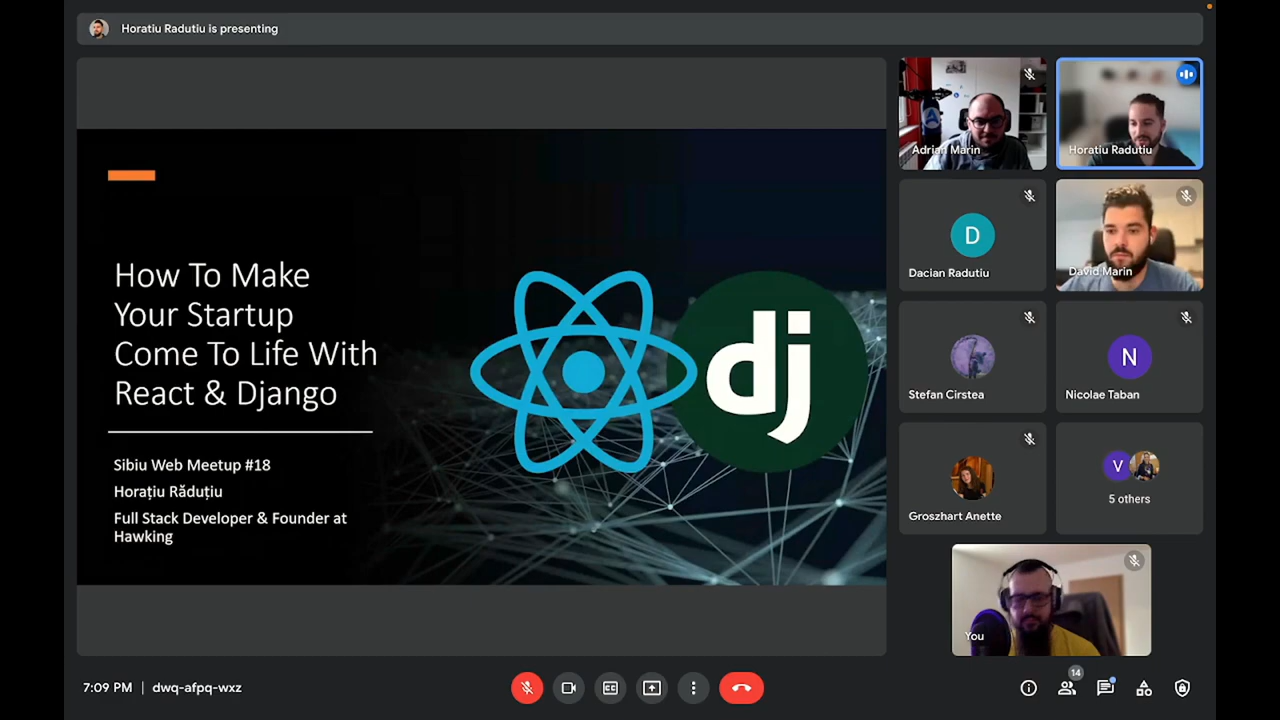 Horatiu Radutiu is presenting
How To Make
Your Startup
Come To Life With
React & Django
Sibiu Web Meetup #18
Horațiu Răduțiu
Full Stack Developer & Founder at
Hawking
dj
Adrian Marin
Horatiu Radutiu
D
Dacian Radutiu
David Marin
Stefan Cirstea
N
Nicolae Taban
Groszhart Anette
V
5 others
You
7:09 PM | dwq-afpq-wxz
CC
14